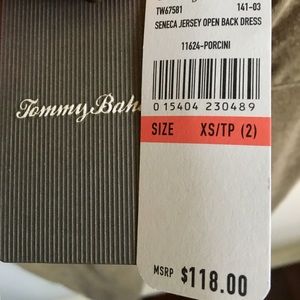 Tommy Bah
TW67581 141-03
SENECA JERSEY OPEN BACK DRESS
11624-PORCINI
0 15404 230489
SIZE XS/TP (2)
MSRP $118.00